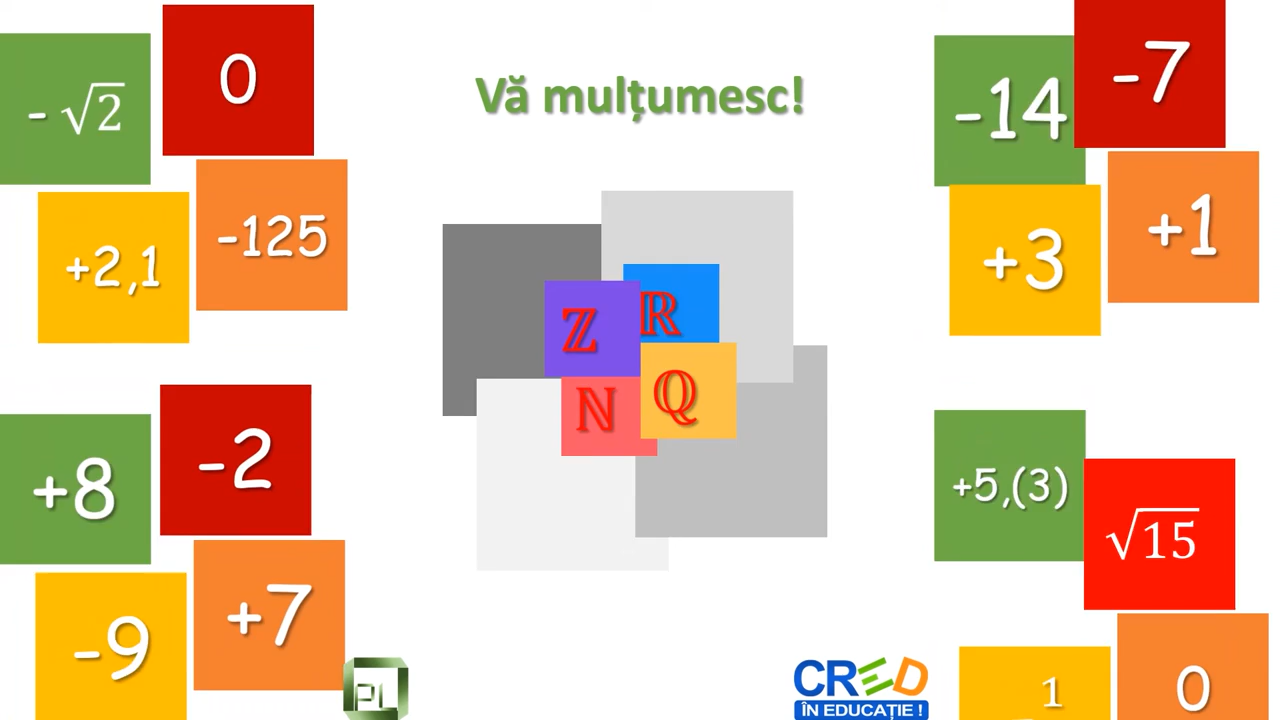 - √2
0
+2,1
-125
Vă mulțumesc!
-14
-7
+3
+1
ℤ
ℝ
ℕ
ℚ
+8
-2
-9
+7
+5,(3)
√15
1
0
PL
CRED
ÎN EDUCAȚIE !